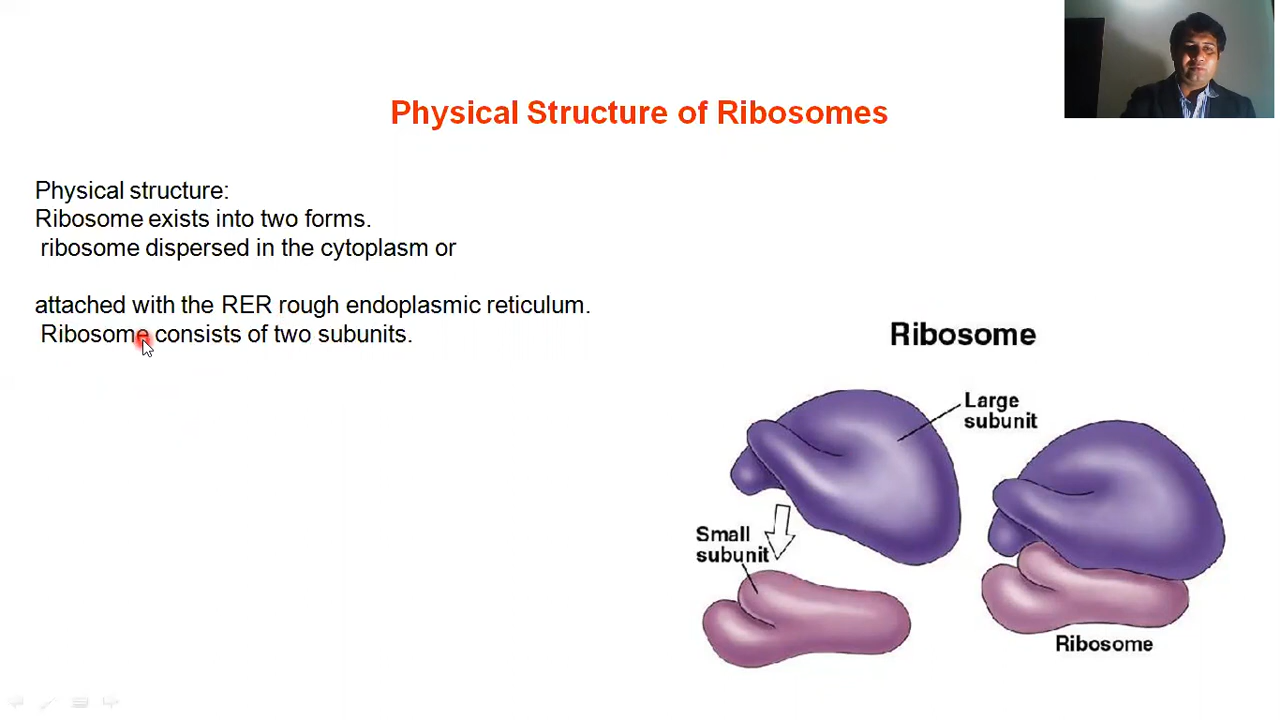 Physical Structure of Ribosomes
Physical structure:
Ribosome exists into two forms.
ribosome dispersed in the cytoplasm or
attached with the RER rough endoplasmic reticulum.
Ribosome consists of two subunits.
Ribosome
Large
subunit
Small
subunit
Ribosome